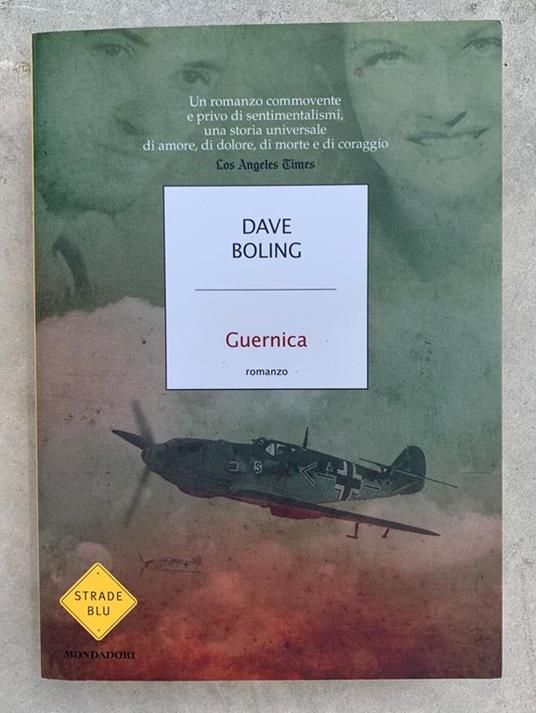 Un romanzo commovente
e privo di sentimentalismi,
una storia universale
di amore, di dolore, di morte e di coraggio
Los Angeles Times
DAVE
BOLING
Guernica
romanzo
S
STRADE
BLU
MONDADORI